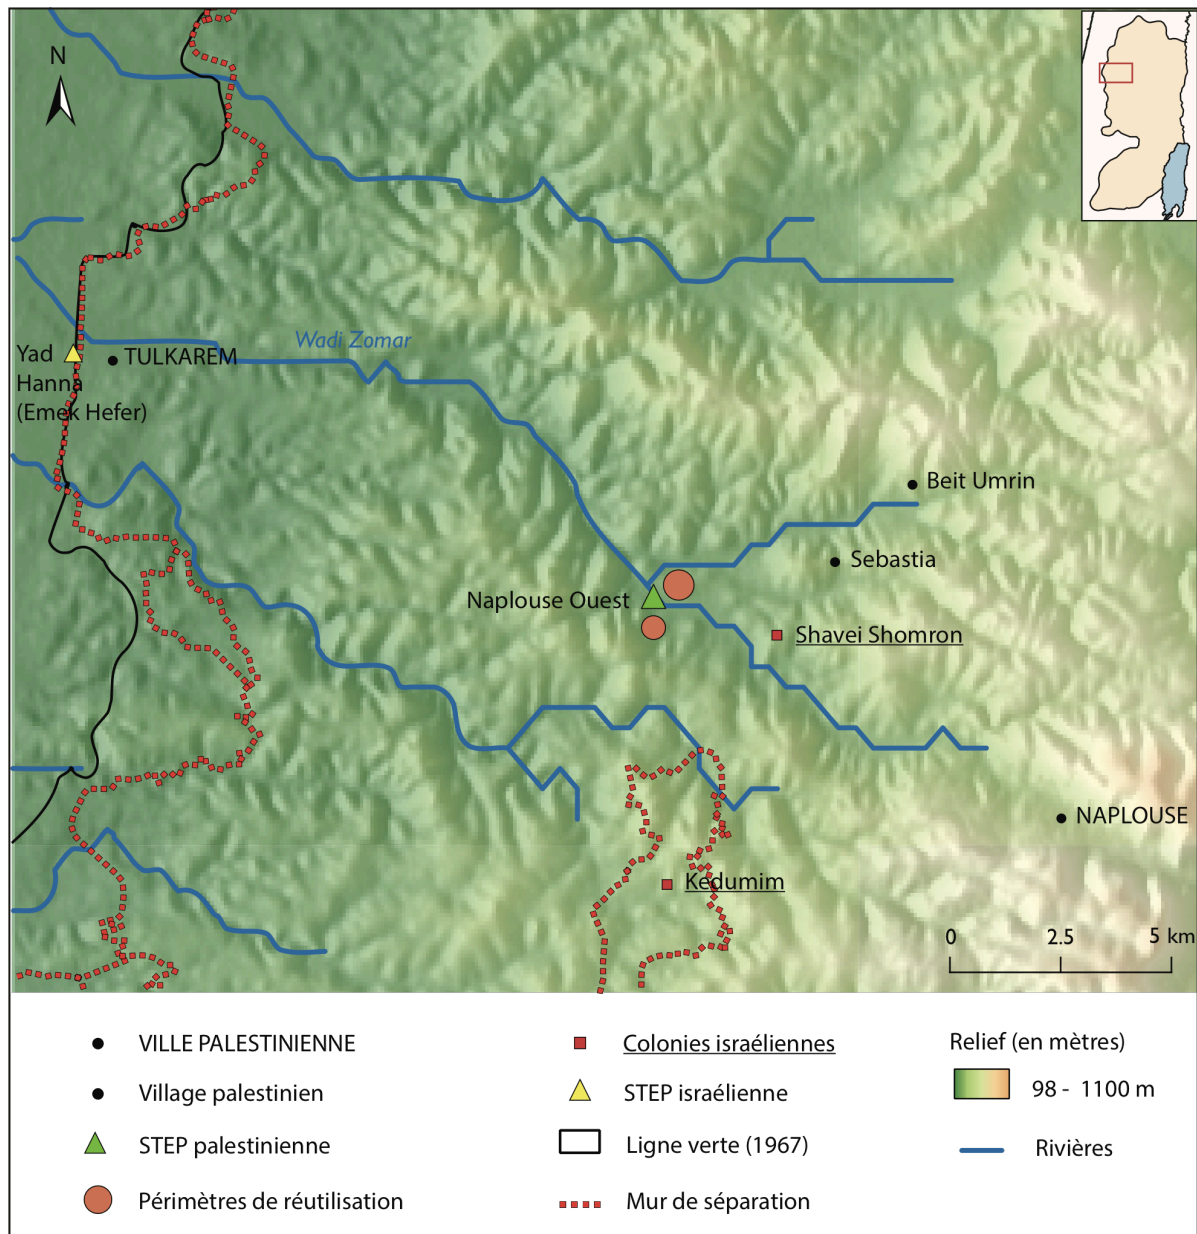 N
Wadi Zomar
Yad
Hanna
(Emek Hefer)
TULKAREM
Beit Umrin
Sebastia
Naplouse Ouest
Shavei Shomron
NAPLOUSE
Kedumim
0 2.5 5 km
VILLE PALESTINIENNE
Village palestinien
STEP palestinienne
Périmètres de réutilisation
Colonies israéliennes
STEP israélienne
Ligne verte (1967)
Mur de séparation
Relief (en mètres)
98 - 1100 m
Rivières